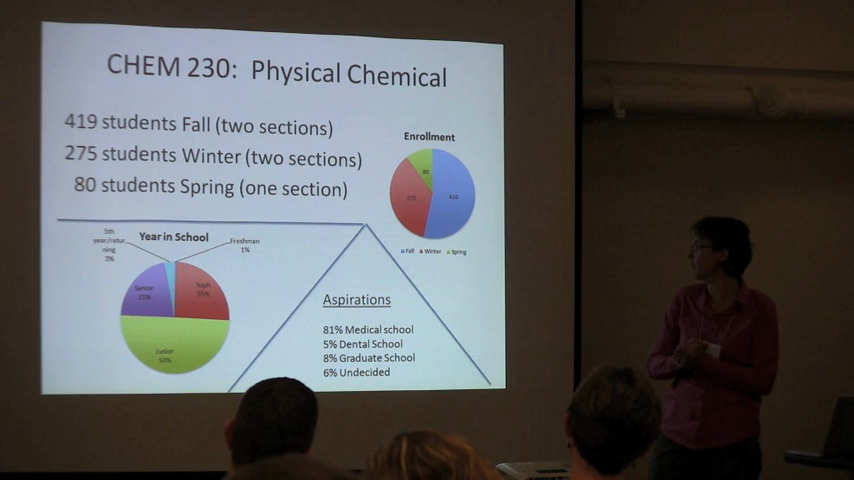 CHEM 230: Physical Chemical
419 students Fall (two sections)
275 students Winter (two sections)
80 students Spring (one section)
Enrollment
80
275
419
Fall Winter Spring
Year in School
5th
year/retur
ning
3%
Freshman
1%
Senior
21%
Soph
25%
Junior
50%
Aspirations
81% Medical school
5% Dental School
8% Graduate School
6% Undecided